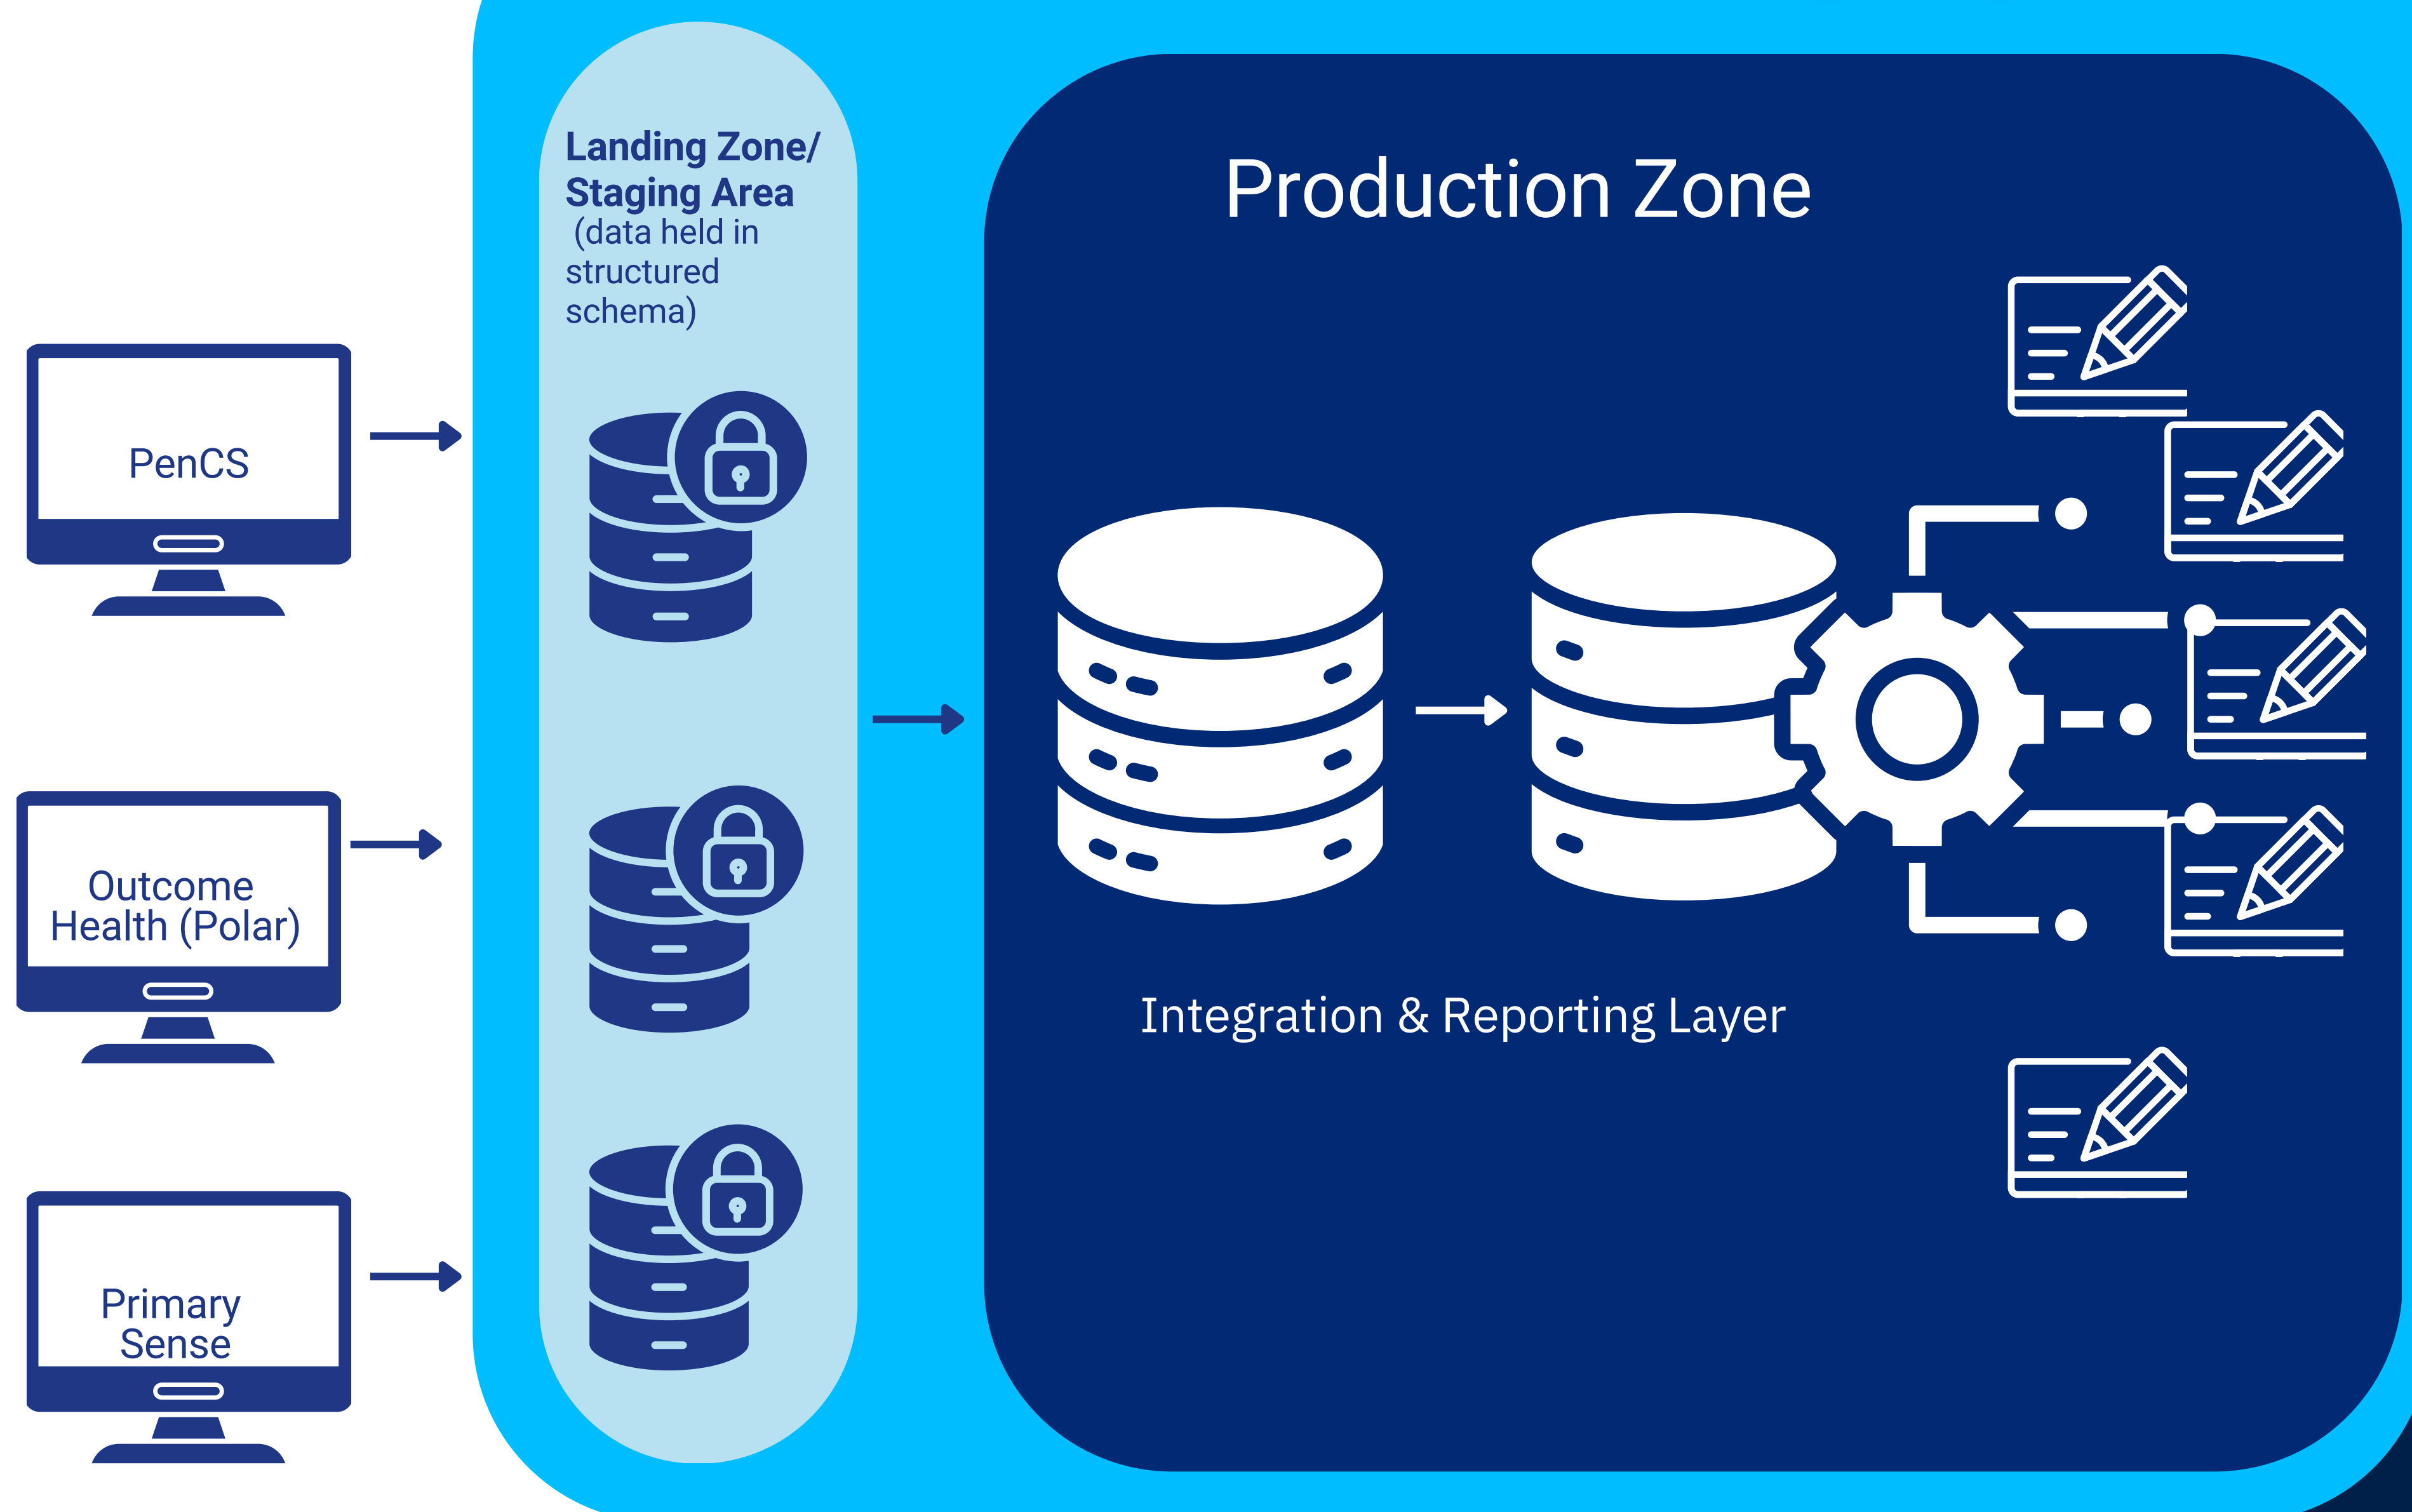 Landing Zone/
Staging Area
(data held in
structured
schema)
Production Zone
PenCS
Outcome
Health (Polar)
Integration & Reporting Layer
Primary
Sense